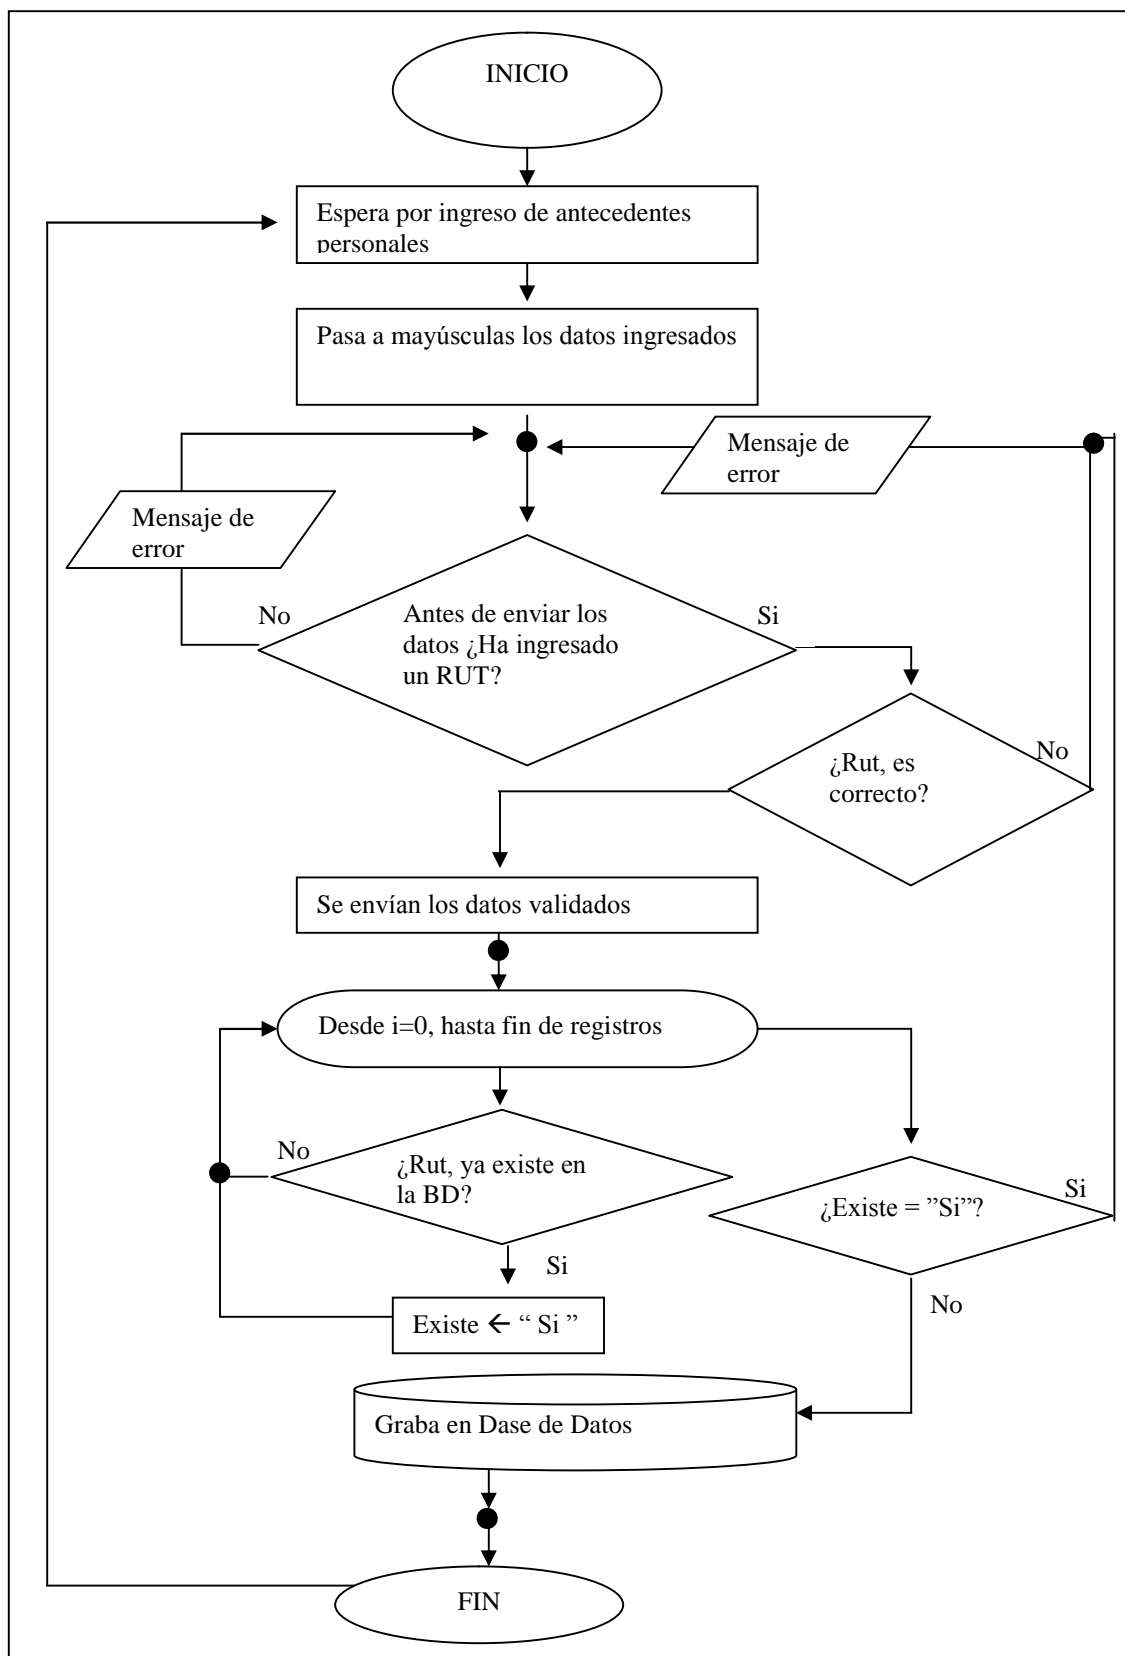 INICIO
Espera por ingreso de antecedentes
personales
Pasa a mayúsculas los datos ingresados
Mensaje de
error
Mensaje de
error
No
Antes de enviar los
datos ¿Ha ingresado
un RUT?
Si
¿Rut, es
correcto?
No
Se envían los datos validados
Desde i=0, hasta fin de registros
No
¿Rut, ya existe en
la BD?
Si
¿Existe = ”Si”?
Si
No
Existe ← “ Si ”
Graba en Dase de Datos
FIN